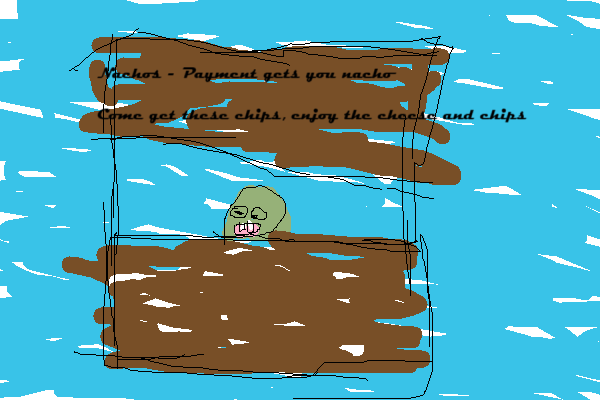 Nachos - Payment gets you nacho
Come get these chips, enjoy the cheese and chips